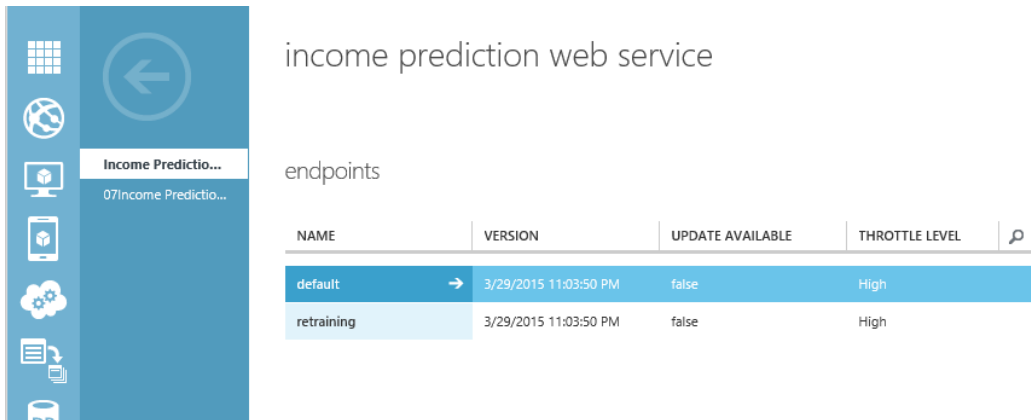 income prediction web service
Income Predictio...
07Income Predictio...
endpoints
NAME VERSION UPDATE AVAILABLE THROTTLE LEVEL
default 3/29/2015 11:03:50 PM false High
retraining 3/29/2015 11:03:50 PM false High